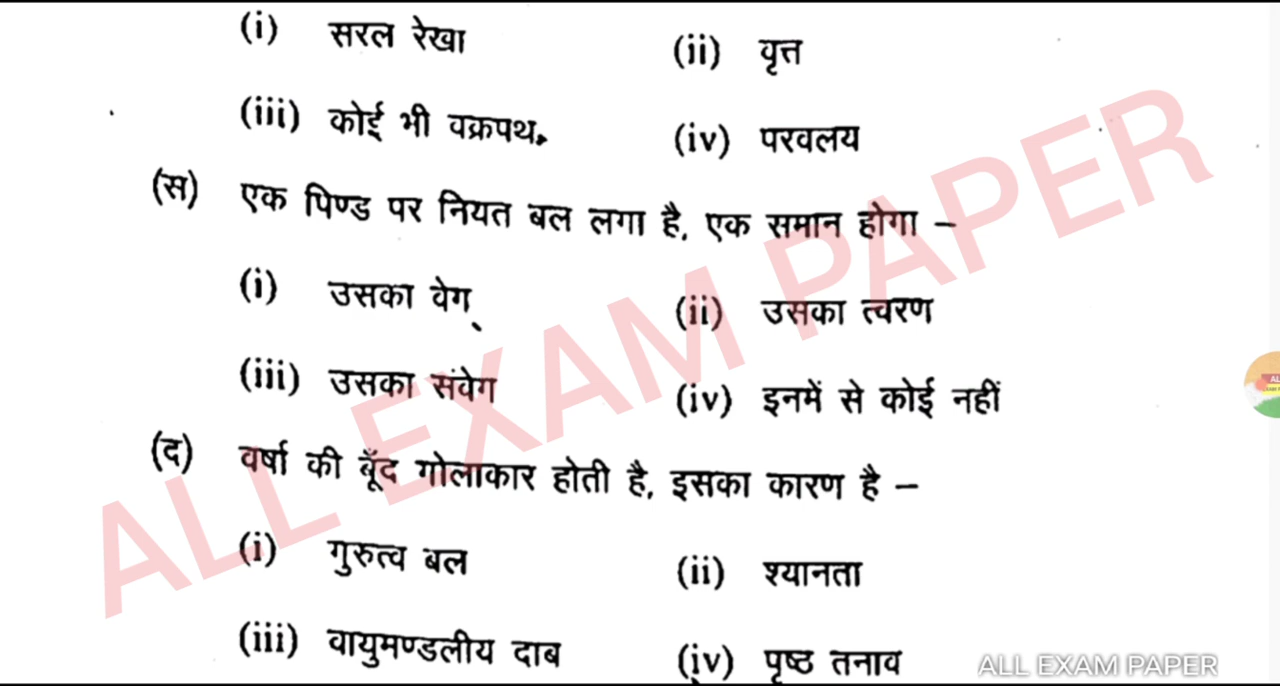 (i) सरल रेखा (ii) वृत्त
(iii) कोई भी वक्रपथ (iv) परवलय
(स) एक पिण्ड पर नियत बल लगा है, एक समान होगा –
(i) उसका वेग (ii) उसका त्वरण
(iii) उसका संवेग (iv) इनमें से कोई नहीं
(द) वर्षा की बूँद गोलाकार होती है, इसका कारण है –
(i) गुरुत्व बल (ii) श्यानता
(iii) वायुमण्डलीय दाब (iv) पृष्ठ तनाव
ALL EXAM PAPER
ALL EXAM PAPER